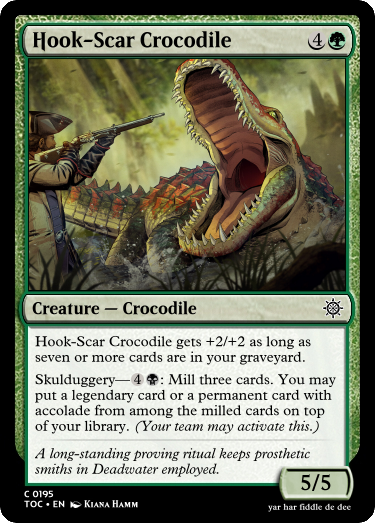 Hook-Scar Crocodile 4
Creature — Crocodile
Hook-Scar Crocodile gets +2/+2 as long as
seven or more cards are in your graveyard.
Skulduggery—4: Mill three cards. You may
put a legendary card or a permanent card with
accolade from among the milled cards on top
of your library. (Your team may activate this.)
A long-standing proving ritual keeps prosthetic
smiths in Deadwater employed.
5/5
C 0195
TOC • EN Kiana Hamm
yar har fiddle de dee